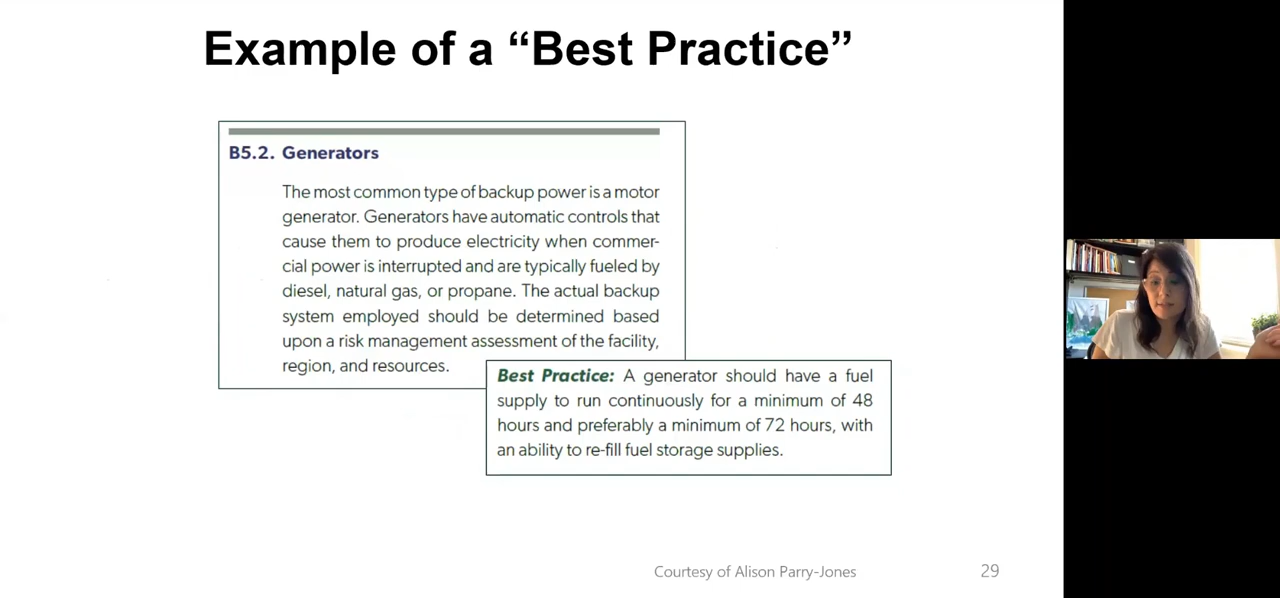 Example of a “Best Practice”
B5.2. Generators
The most common type of backup power is a motor
generator. Generators have automatic controls that
cause them to produce electricity when commer-
cial power is interrupted and are typically fueled by
diesel, natural gas, or propane. The actual backup
system employed should be determined based
upon a risk management assessment of the facility,
region, and resources.
Best Practice: A generator should have a fuel
supply to run continuously for a minimum of 48
hours and preferably a minimum of 72 hours, with
an ability to re-fill fuel storage supplies.
Courtesy of Alison Parry-Jones
29